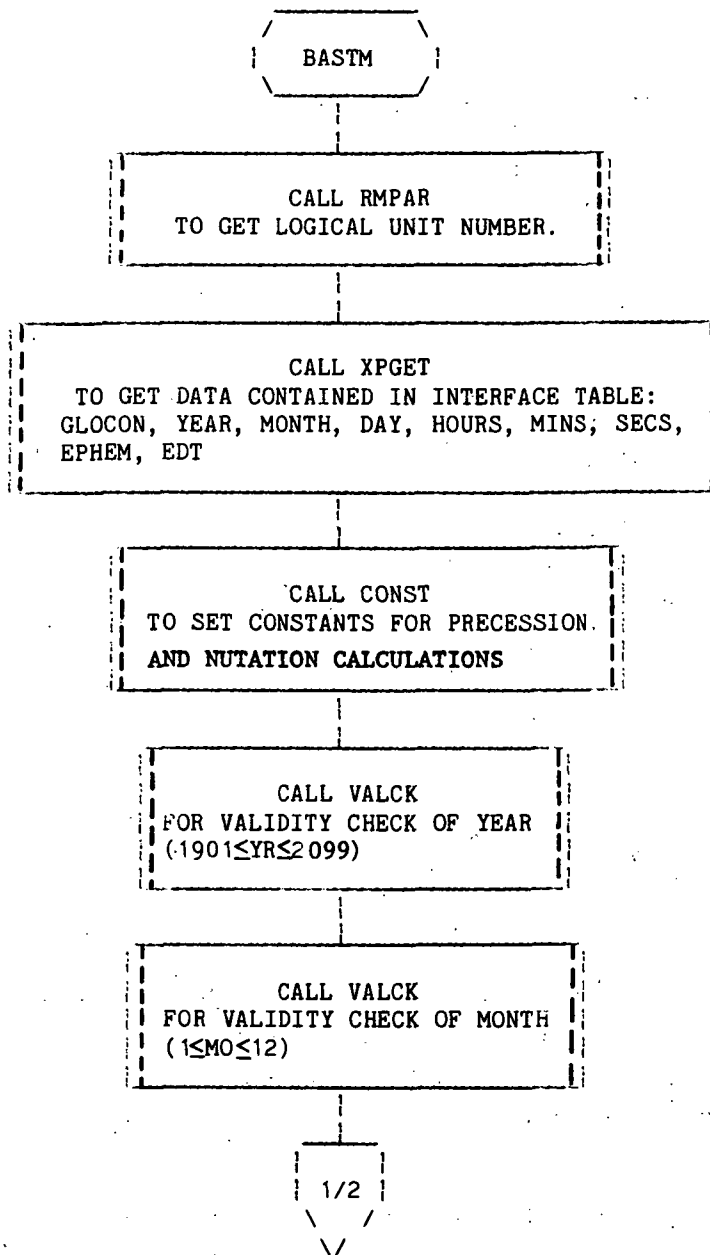 BASTM
CALL RMPAR
TO GET LOGICAL UNIT NUMBER.
CALL XPGET
TO GET DATA CONTAINED IN INTERFACE TABLE:
GLOCON, YEAR, MONTH, DAY, HOURS, MINS, SECS,
EPHEM, EDT
CALL CONST
TO SET CONSTANTS FOR PRECESSION.
AND NUTATION CALCULATIONS
CALL VALCK
FOR VALIDITY CHECK OF YEAR
(1901≤YR≤2099)
CALL VALCK
FOR VALIDITY CHECK OF MONTH
(1≤MO≤12)
1/2